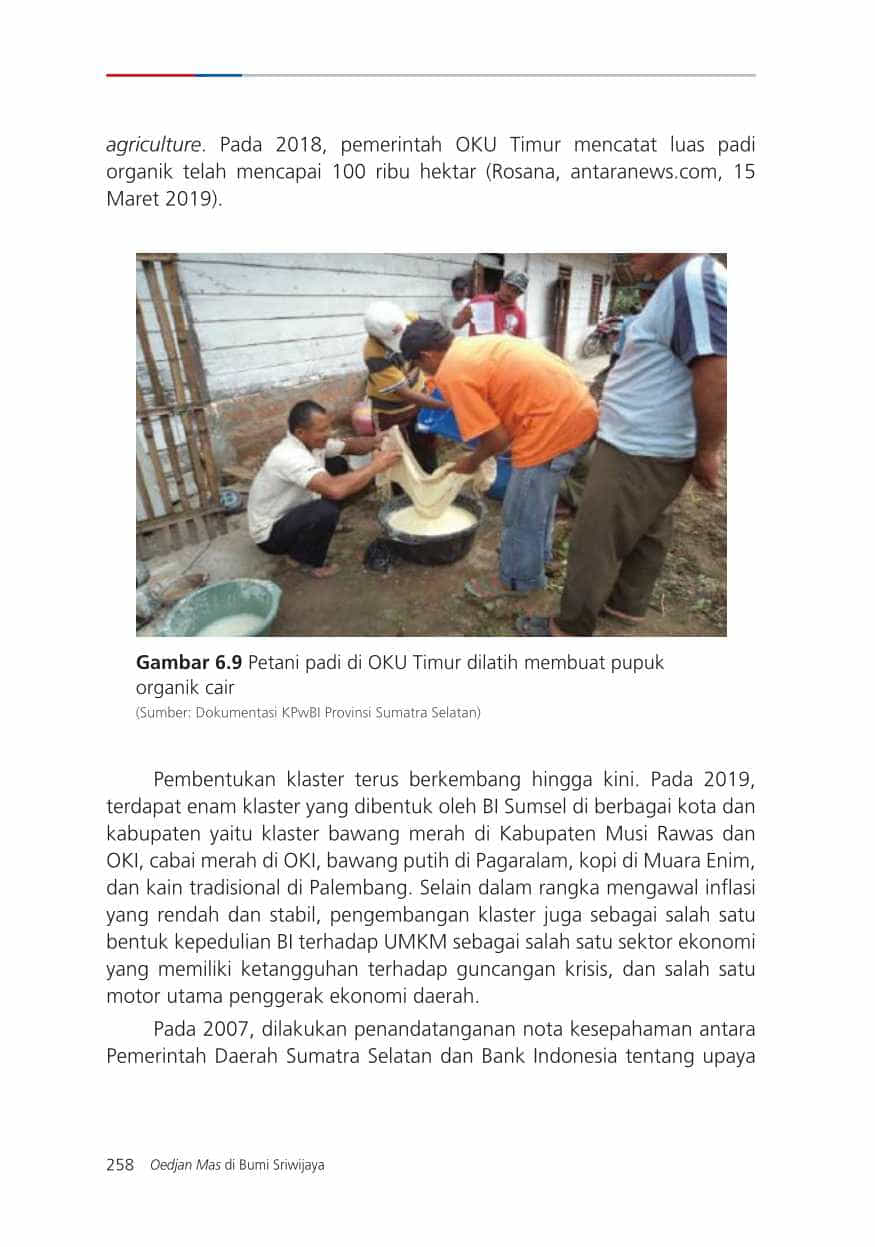 agriculture. Pada 2018, pemerintah OKU Timur mencatat luas padi
organik telah mencapai 100 ribu hektar (Rosana, antaranews.com, 15
Maret 2019).
Gambar 6.9 Petani padi di OKU Timur dilatih membuat pupuk
organik cair
(Sumber: Dokumentasi KPwBI Provinsi Sumatra Selatan)
Pembentukan klaster terus berkembang hingga kini. Pada 2019,
terdapat enam klaster yang dibentuk oleh BI Sumsel di berbagai kota dan
kabupaten yaitu klaster bawang merah di Kabupaten Musi Rawas dan
OKI, cabai merah di OKI, bawang putih di Pagaralam, kopi di Muara Enim,
dan kain tradisional di Palembang. Selain dalam rangka mengawal inflasi
yang rendah dan stabil, pengembangan klaster juga sebagai salah satu
bentuk kepedulian BI terhadap UMKM sebagai salah satu sektor ekonomi
yang memiliki ketangguhan terhadap guncangan krisis, dan salah satu
motor utama penggerak ekonomi daerah.
Pada 2007, dilakukan penandatanganan nota kesepahaman antara
Pemerintah Daerah Sumatra Selatan dan Bank Indonesia tentang upaya
258 Oedjan Mas di Bumi Sriwijaya